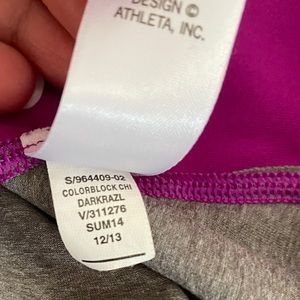 DESIGN ©
ATHLETA, INC.
S/964409-02
COLORBLOCK CHI
DARKRAZL
V/311276
SUM14
12/13